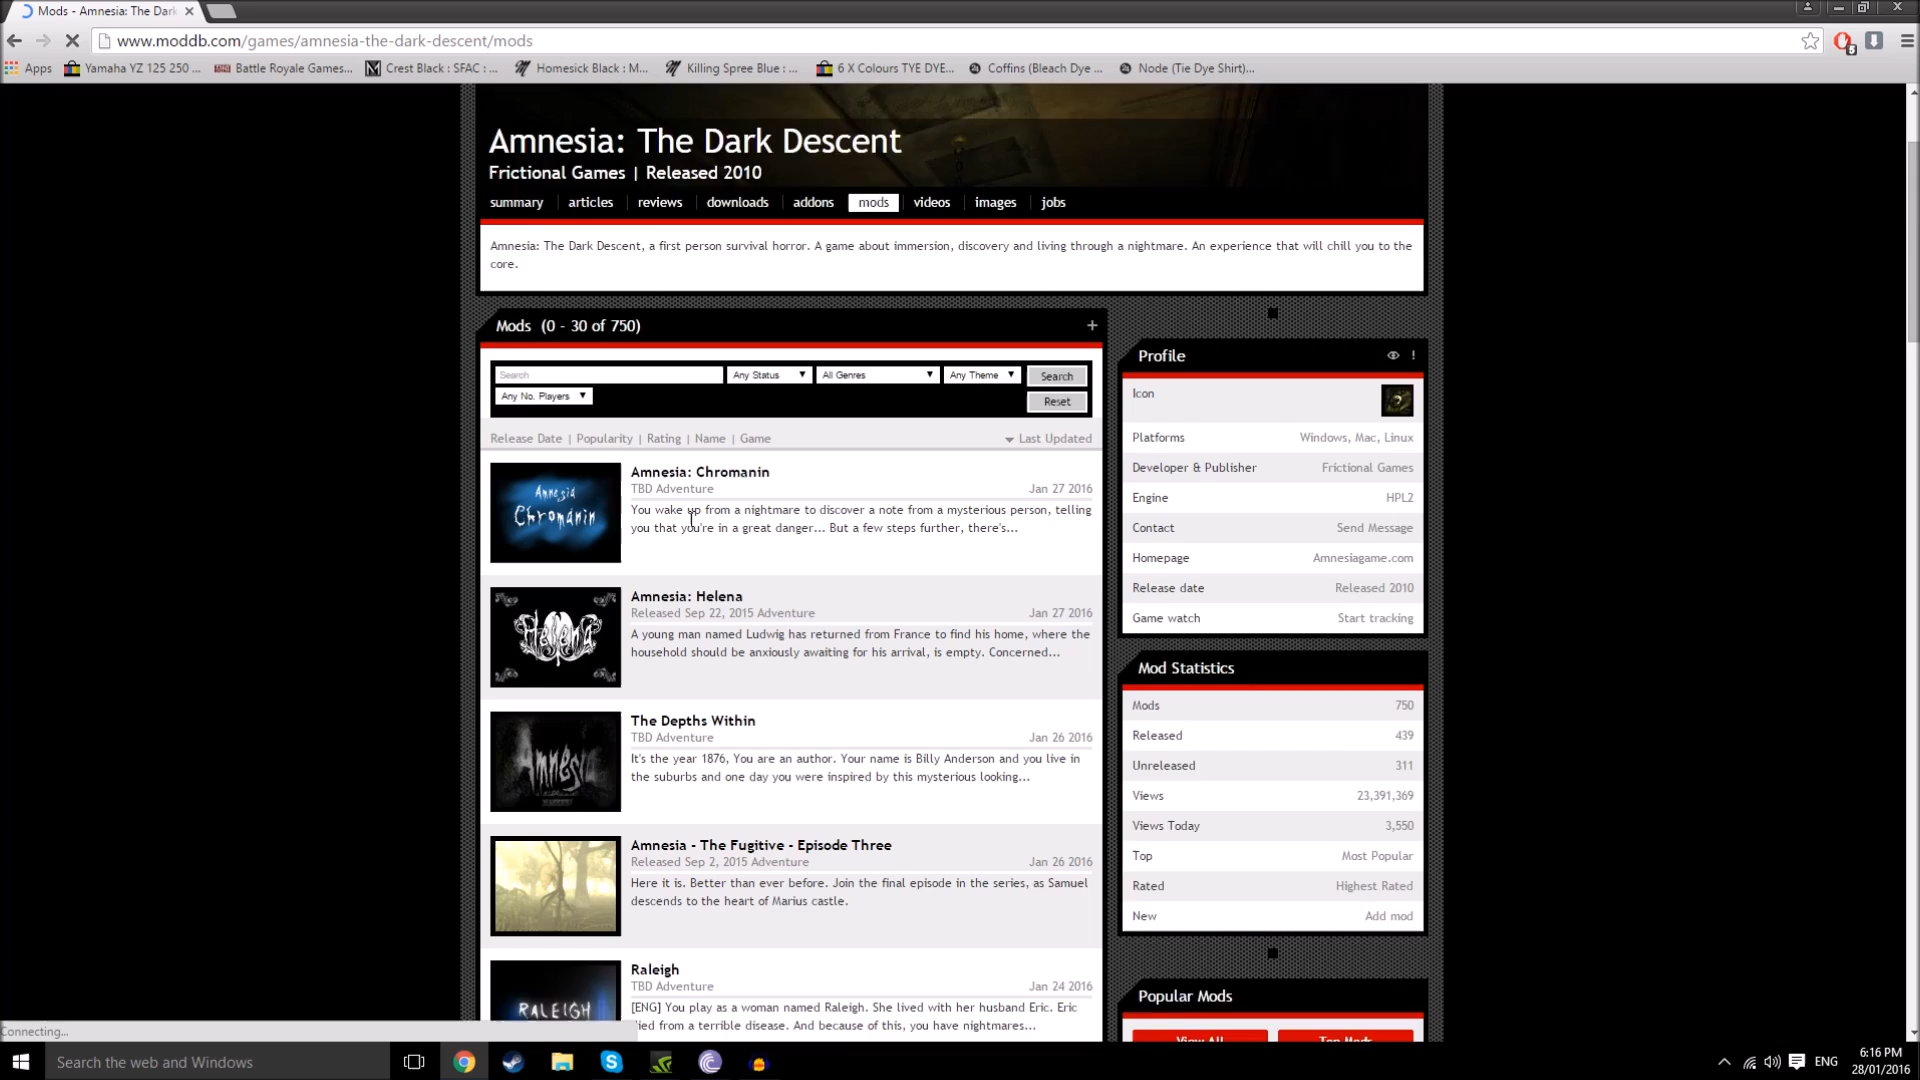 Mods - Amnesia: The Dark
www.moddb.com/games/amnesia-the-dark-descent/mods
Apps
Yamaha YZ 125 250 ...
Battle Royale Games...
Crest Black : SFAC : ...
Homesick Black : M...
Killing Spree Blue : ...
6 X Colours TYE DYE...
Coffins (Bleach Dye ...
Node (Tie Dye Shirt)...
Amnesia: The Dark Descent
Frictional Games | Released 2010
summary articles reviews downloads addons mods videos images jobs
Amnesia: The Dark Descent, a first person survival horror. A game about immersion, discovery and living through a nightmare. An experience that will chill you to the
core.
Mods (0 - 30 of 750) +
Search Any Status All Genres Any Theme Search
Any No. Players Reset
Release Date | Popularity | Rating | Name | Game Last Updated
Amnesia
Chromanin
Amnesia: Chromanin
TBD Adventure Jan 27 2016
You wake up from a nightmare to discover a note from a mysterious person, telling
you that you're in a great danger... But a few steps further, there's...
Helena
Amnesia: Helena
Released Sep 22, 2015 Adventure Jan 27 2016
A young man named Ludwig has returned from France to find his home, where the
household should be anxiously awaiting for his arrival, is empty. Concerned...
Amnesia
The Depths Within
TBD Adventure Jan 26 2016
It's the year 1876, You are an author. Your name is Billy Anderson and you live in
the suburbs and one day you were inspired by this mysterious looking...
Amnesia - The Fugitive - Episode Three
Released Sep 2, 2015 Adventure Jan 26 2016
Here it is. Better than ever before. Join the final episode in the series, as Samuel
descends to the heart of Marius castle.
RALEIGH
Raleigh
TBD Adventure Jan 24 2016
[ENG] You play as a woman named Raleigh. She lived with her husband Eric. Eric
died from a terrible disease. And because of this, you have nightmares...
Profile !
Icon
Platforms Windows, Mac, Linux
Developer & Publisher Frictional Games
Engine HPL2
Contact Send Message
Homepage Amnesiagame.com
Release date Released 2010
Game watch Start tracking
Mod Statistics
Mods 750
Released 439
Unreleased 311
Views 23,391,369
Views Today 3,550
Top Most Popular
Rated Highest Rated
New Add mod
Popular Mods
View All Top Mods
Connecting...
Search the web and Windows
ENG
6:16 PM
28/01/2016